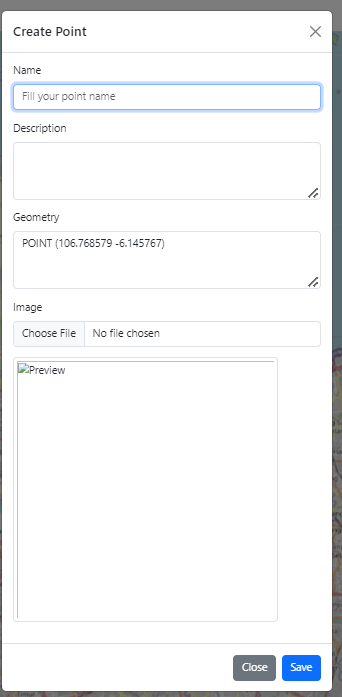 Create Point
Name
Fill your point name
Description
Geometry
POINT (106.768579 -6.145767)
Image
Choose File No file chosen
Preview
Close Save